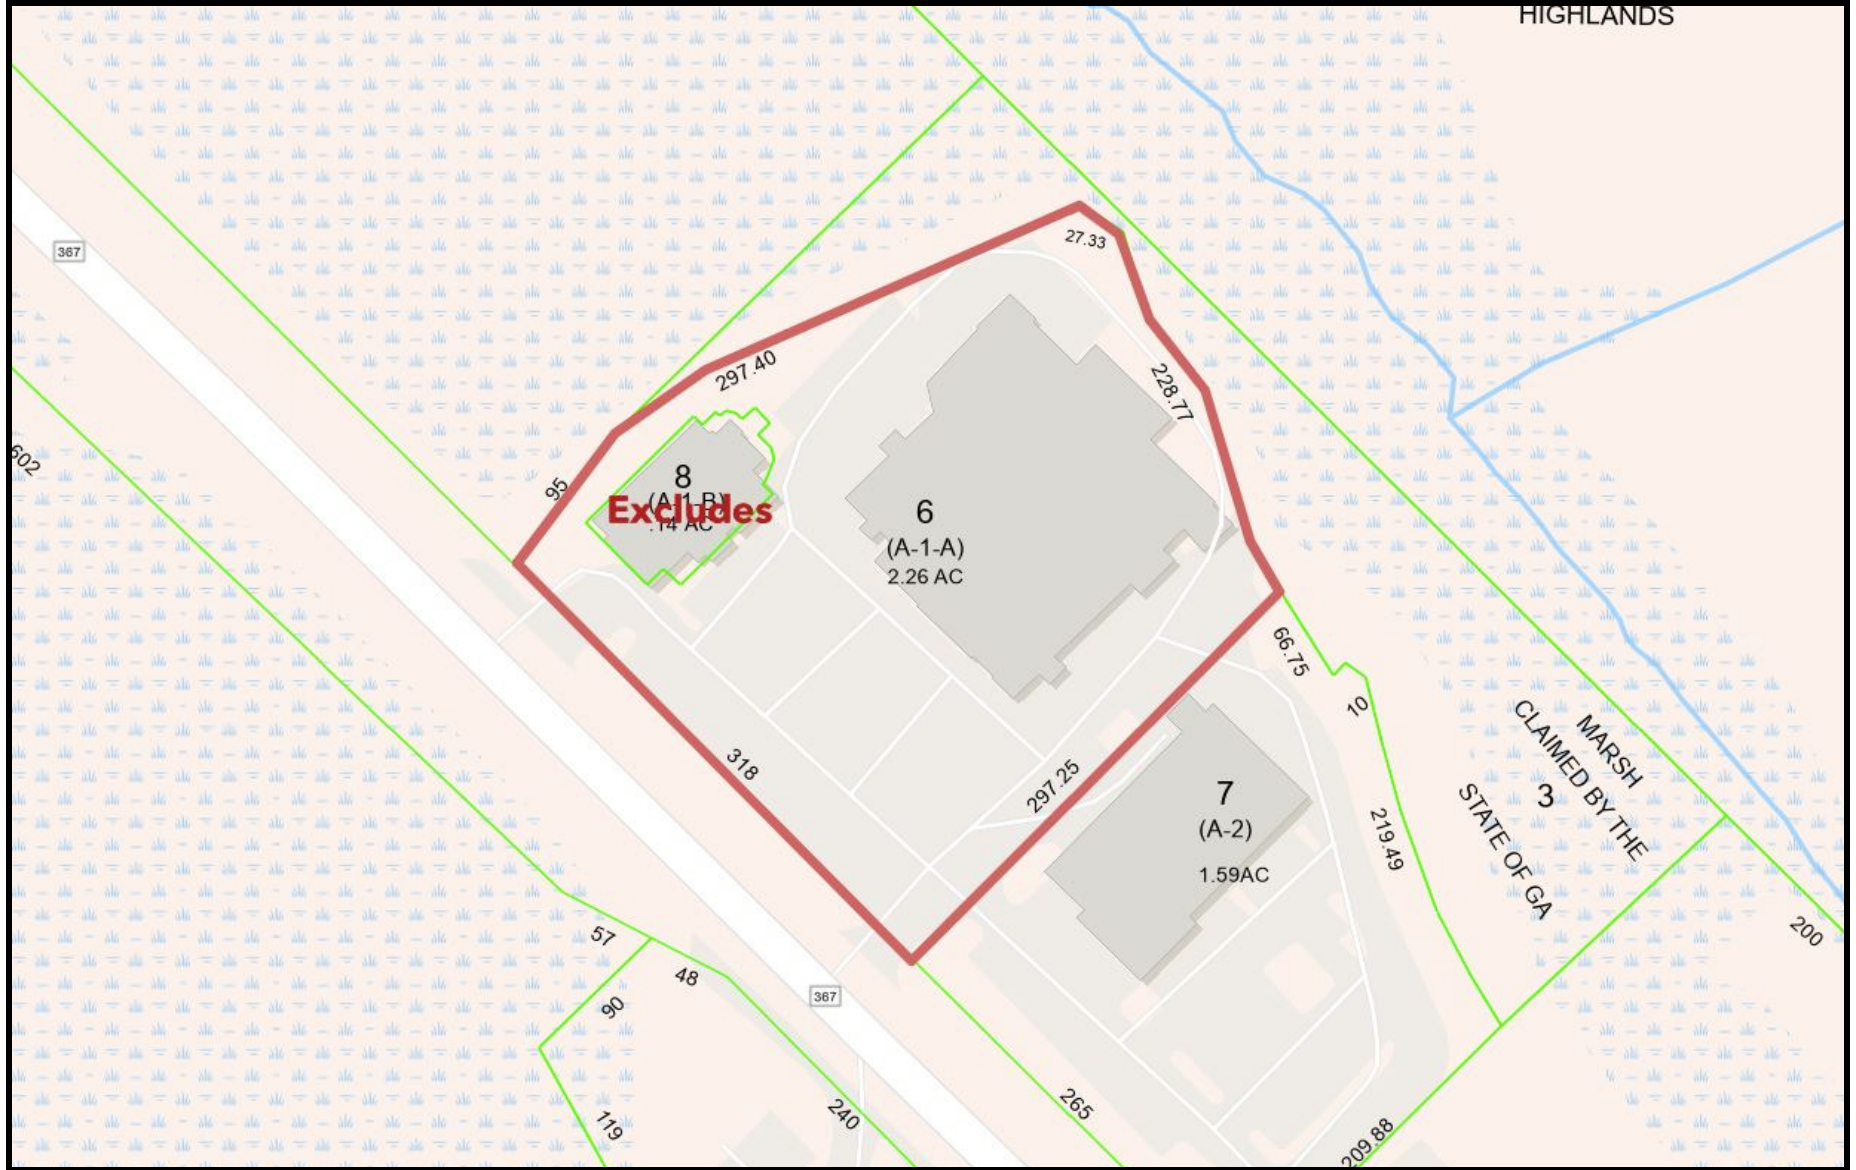 HIGHLANDS
367
27.33
297.40
228.77
602
95
8
(A-1-B)
Excludes
.14 AC
6
(A-1-A)
2.26 AC
66.75
10
318
297.25
7
(A-2)
1.59AC
219.49
MARSH
CLAIMED BY THE
3
STATE OF GA
200
57
48
90
367
119
240
265
209.88